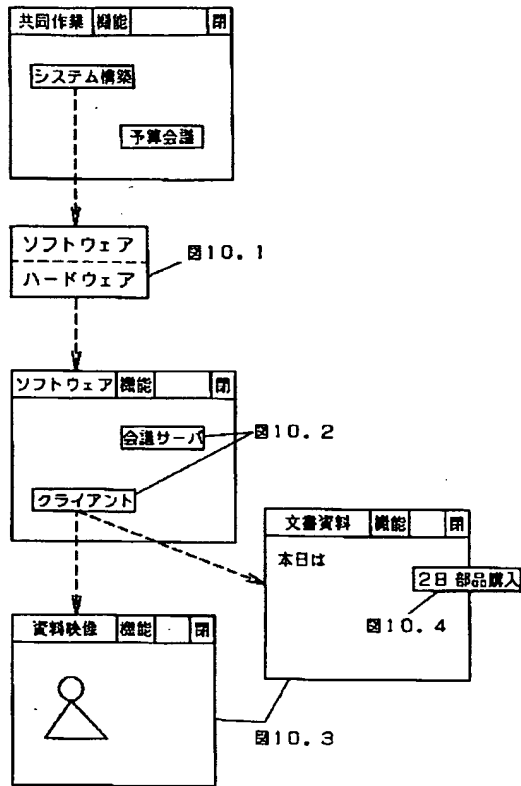 共同作業 機能 閉
システム構築
予算会議
ソフトウェア
図10.1
ハードウェア
ソフトウェア 機能 閉
会議サーバ
図10.2
クライアント
文書資料 機能 閉
本日は
2日 部品購入
図10.4
資料映像 機能 閉
図10.3